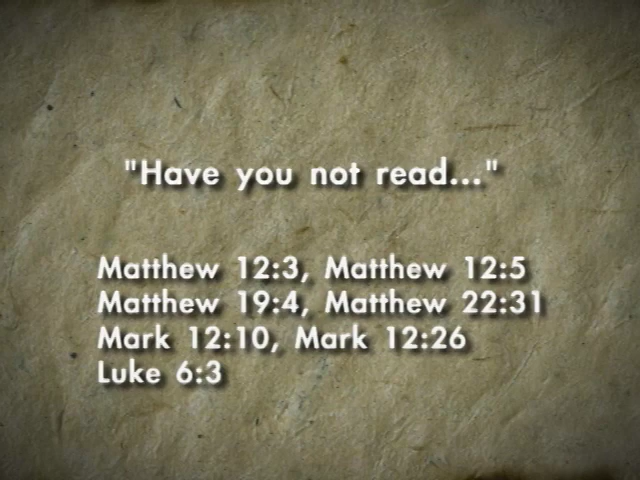 "Have you not read..."
Matthew 12:3, Matthew 12:5
Matthew 19:4, Matthew 22:31
Mark 12:10, Mark 12:26
Luke 6:3